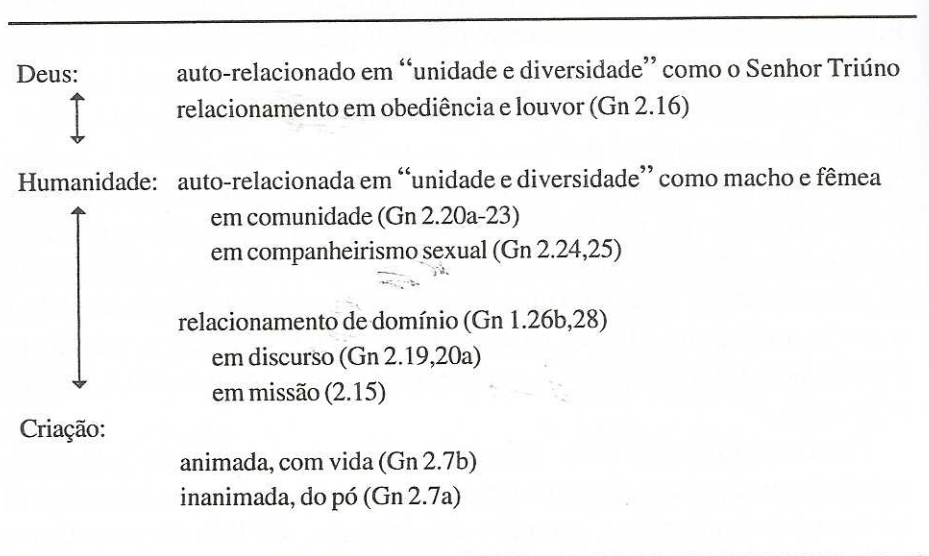 Deus: auto-relacionado em “unidade e diversidade” como o Senhor Triúno
relacionamento em obediência e louvor (Gn 2.16)
Humanidade: auto-relacionada em “unidade e diversidade” como macho e fêmea
em comunidade (Gn 2.20a-23)
em companheirismo sexual (Gn 2.24,25)
relacionamento de domínio (Gn 1.26b,28)
em discurso (Gn 2.19,20a)
em missão (2.15)
Criação:
animada, com vida (Gn 2.7b)
inanimada, do pó (Gn 2.7a)